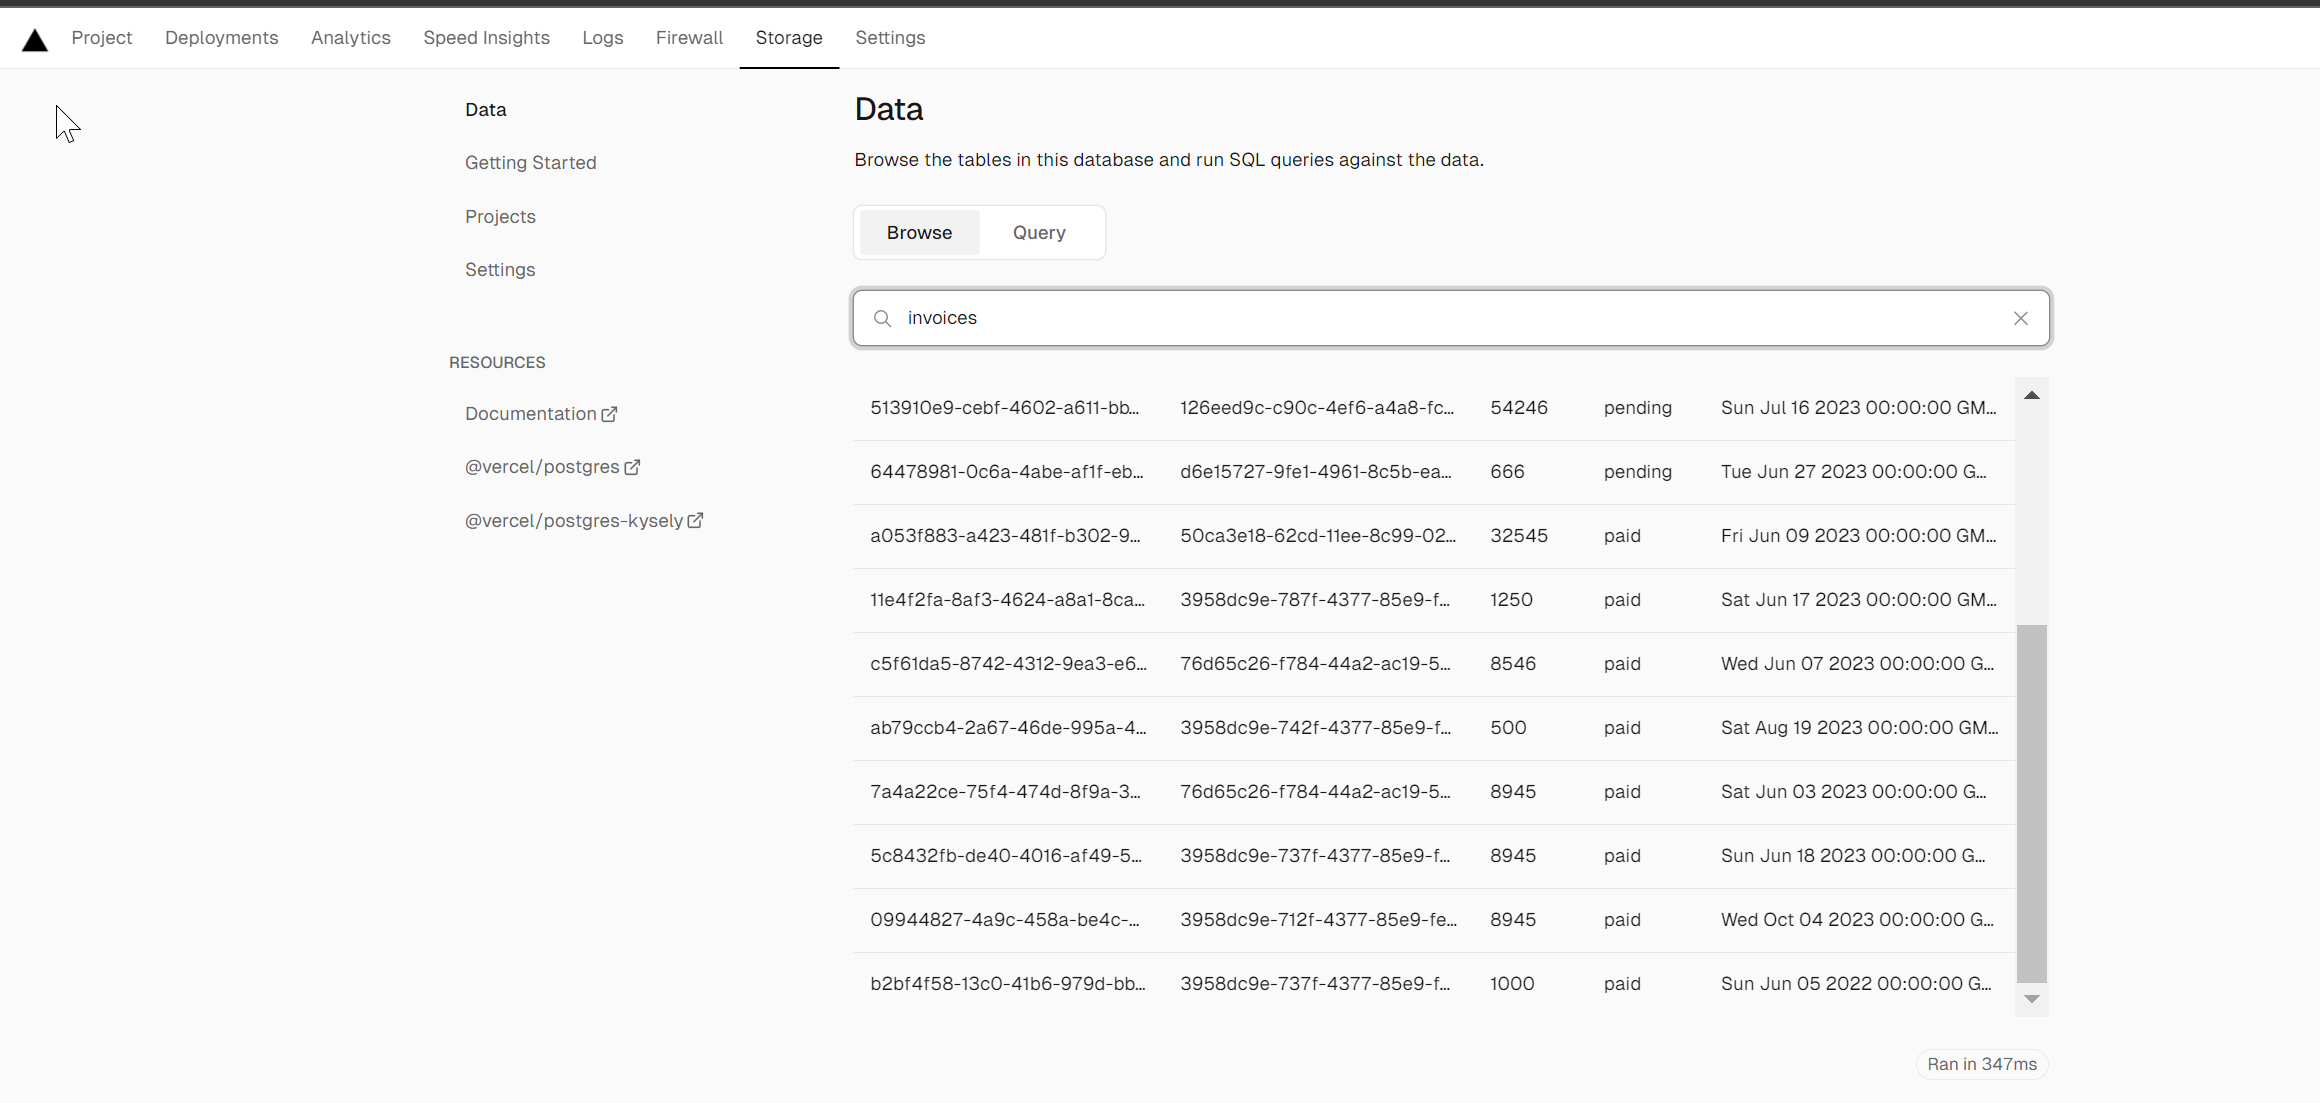 Project Deployments Analytics Speed Insights Logs Firewall Storage Settings
Data
Getting Started
Projects
Settings
RESOURCES
Documentation
@vercel/postgres
@vercel/postgres-kysely
Data
Browse the tables in this database and run SQL queries against the data.
Browse Query
invoices
513910e9-cebf-4602-a611-bb... 126eed9c-c90c-4ef6-a4a8-fc... 54246 pending Sun Jul 16 2023 00:00:00 GM...
64478981-0c6a-4abe-af1f-eb... d6e15727-9fe1-4961-8c5b-ea... 666 pending Tue Jun 27 2023 00:00:00 G...
a053f883-a423-481f-b302-9... 50ca3e18-62cd-11ee-8c99-02... 32545 paid Fri Jun 09 2023 00:00:00 GM...
11e4f2fa-8af3-4624-a8a1-8ca... 3958dc9e-787f-4377-85e9-f... 1250 paid Sat Jun 17 2023 00:00:00 GM...
c5f61da5-8742-4312-9ea3-e6... 76d65c26-f784-44a2-ac19-5... 8546 paid Wed Jun 07 2023 00:00:00 G...
ab79ccb4-2a67-46de-995a-4... 3958dc9e-742f-4377-85e9-f... 500 paid Sat Aug 19 2023 00:00:00 GM...
7a4a22ce-75f4-474d-8f9a-3... 76d65c26-f784-44a2-ac19-5... 8945 paid Sat Jun 03 2023 00:00:00 G...
5c8432fb-de40-4016-af49-5... 3958dc9e-737f-4377-85e9-f... 8945 paid Sun Jun 18 2023 00:00:00 G...
09944827-4a9c-458a-be4c-... 3958dc9e-712f-4377-85e9-fe... 8945 paid Wed Oct 04 2023 00:00:00 G...
b2bf4f58-13c0-41b6-979d-bb... 3958dc9e-737f-4377-85e9-f... 1000 paid Sun Jun 05 2022 00:00:00 G...
Ran in 347ms